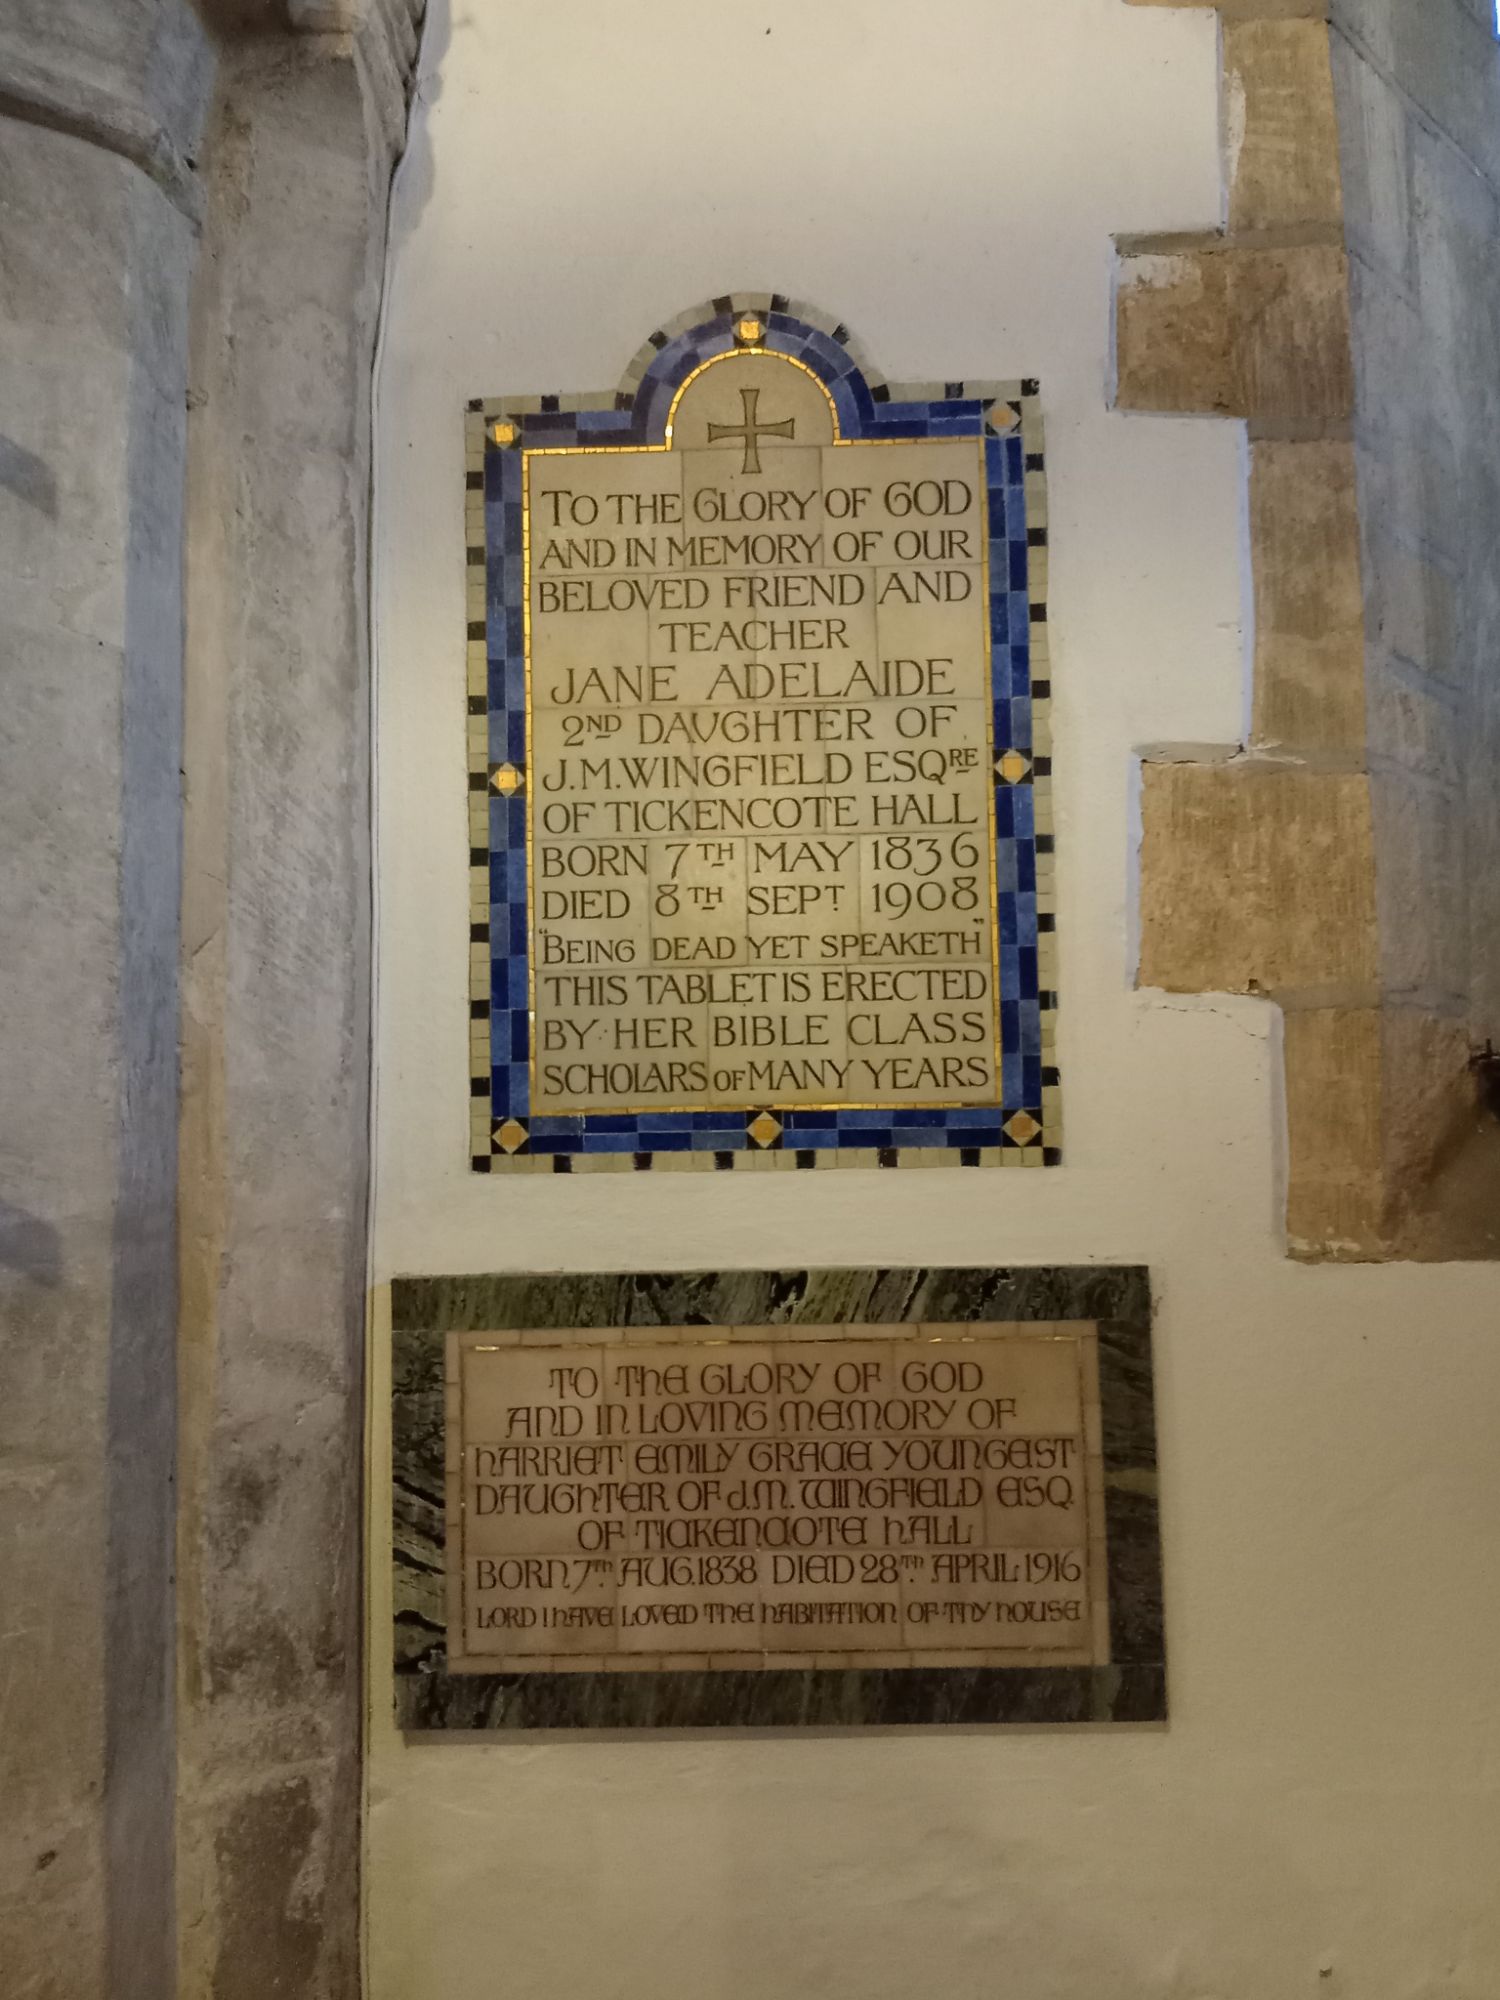 TO THE GLORY OF GOD
AND IN MEMORY OF OUR
BELOVED FRIEND AND
TEACHER
JANE ADELAIDE
2ND DAUGHTER OF
J.M.WINGFIELD ESQRE
OF TICKENCOTE HALL
BORN 7TH MAY 1836
DIED 8TH SEPT 1908
"BEING DEAD YET SPEAKETH"
THIS TABLET IS ERECTED
BY HER BIBLE CLASS
SCHOLARS OF MANY YEARS
TO THE GLORY OF GOD
AND IN LOVING MEMORY OF
HARRIET EMILY GRACE YOUNGEST
DAUGHTER OF J.M. WINGFIELD ESQ.
OF TICKENCOTE HALL
BORN 7TH AUG. 1838 DIED 28TH APRIL 1916
LORD I HAVE LOVED THE HABITATION OF THY HOUSE